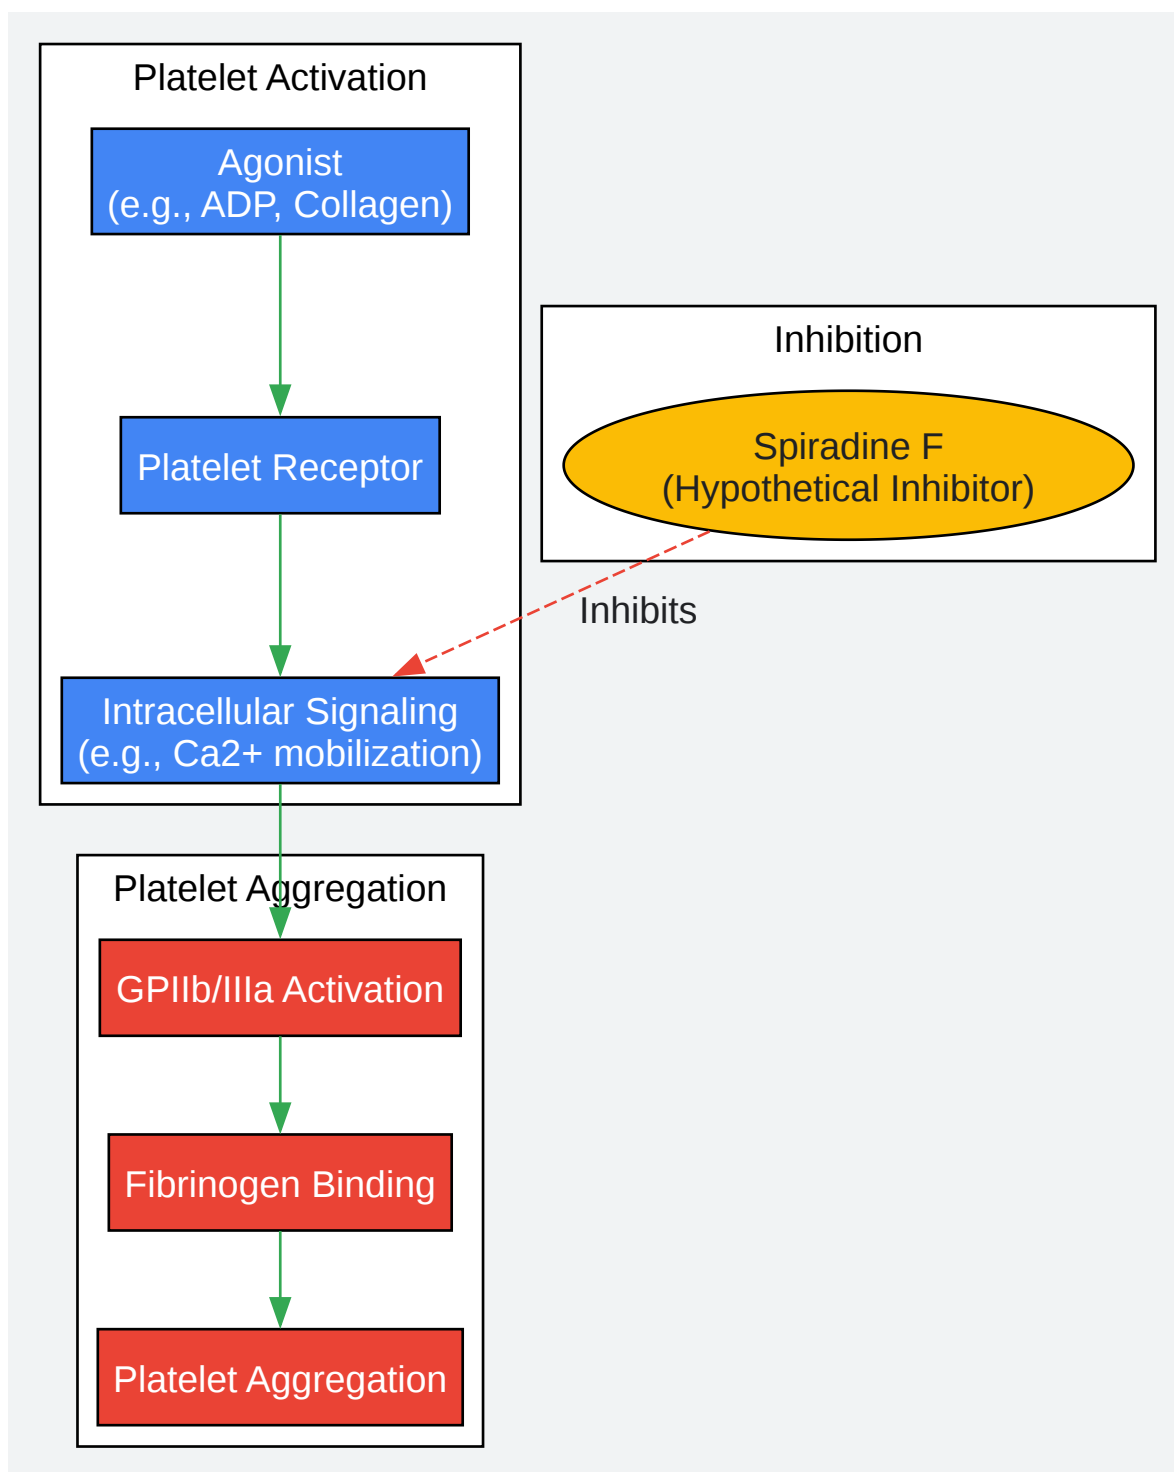 Platelet Activation
Agonist
(e.g., ADP, Collagen)
Platelet Receptor
Intracellular Signaling
(e.g., Ca2+ mobilization)
Inhibition
Spiradine F
(Hypothetical Inhibitor)
Inhibits
Platelet Aggregation
GPIIb/IIIa Activation
Fibrinogen Binding
Platelet Aggregation